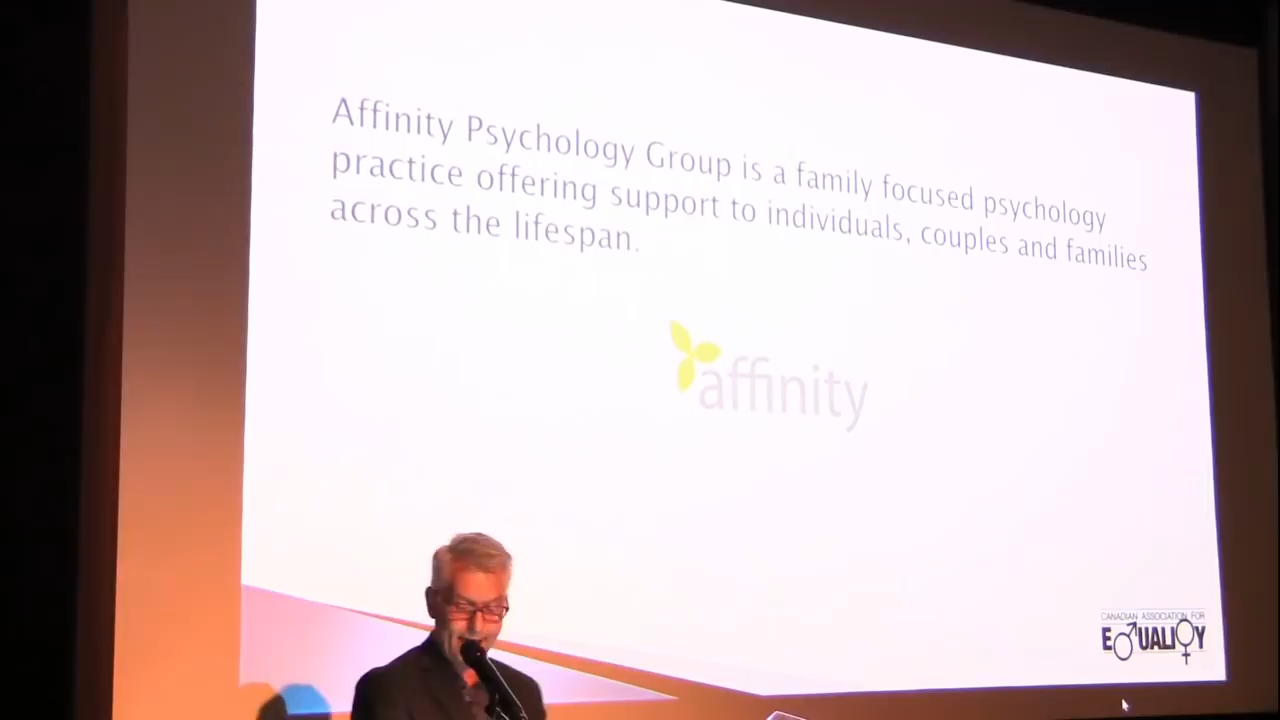 Affinity Psychology Group is a family focused psychology
practice offering support to individuals, couples and families
across the lifespan.
affinity
CANADIAN ASSOCIATION FOR
EQUALITY